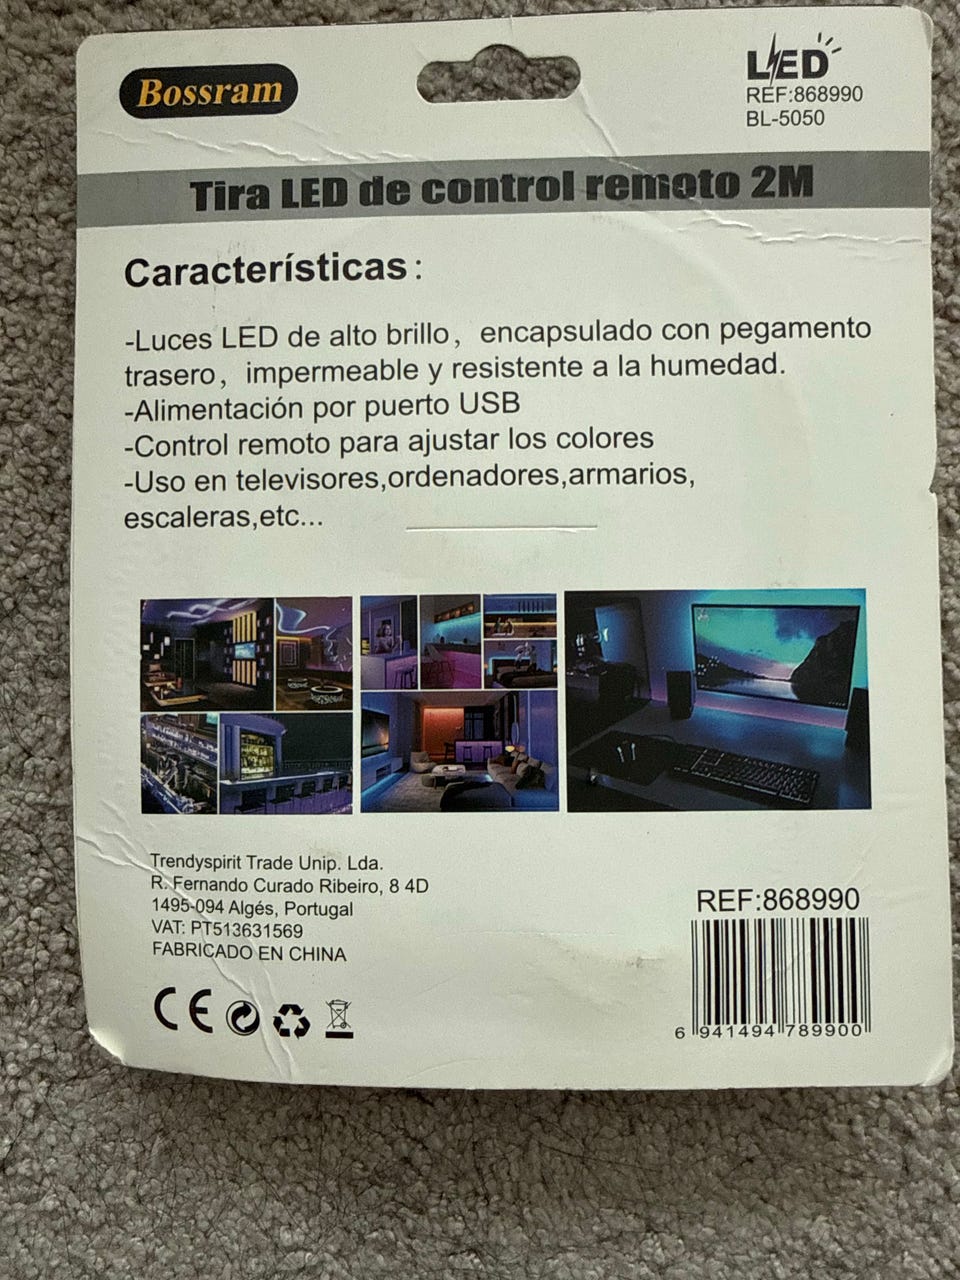 Bossram
LED
REF:868990
BL-5050
Tira LED de control remoto 2M
Características:
-Luces LED de alto brillo, encapsulado con pegamento
trasero, impermeable y resistente a la humedad.
-Alimentación por puerto USB
-Control remoto para ajustar los colores
-Uso en televisores,ordenadores,armarios,
escaleras,etc...
Trendyspirit Trade Unip. Lda.
R. Fernando Curado Ribeiro, 8 4D
1495-094 Algés, Portugal
VAT: PT513631569
FABRICADO EN CHINA
CE
REF:868990
6 941494 789900